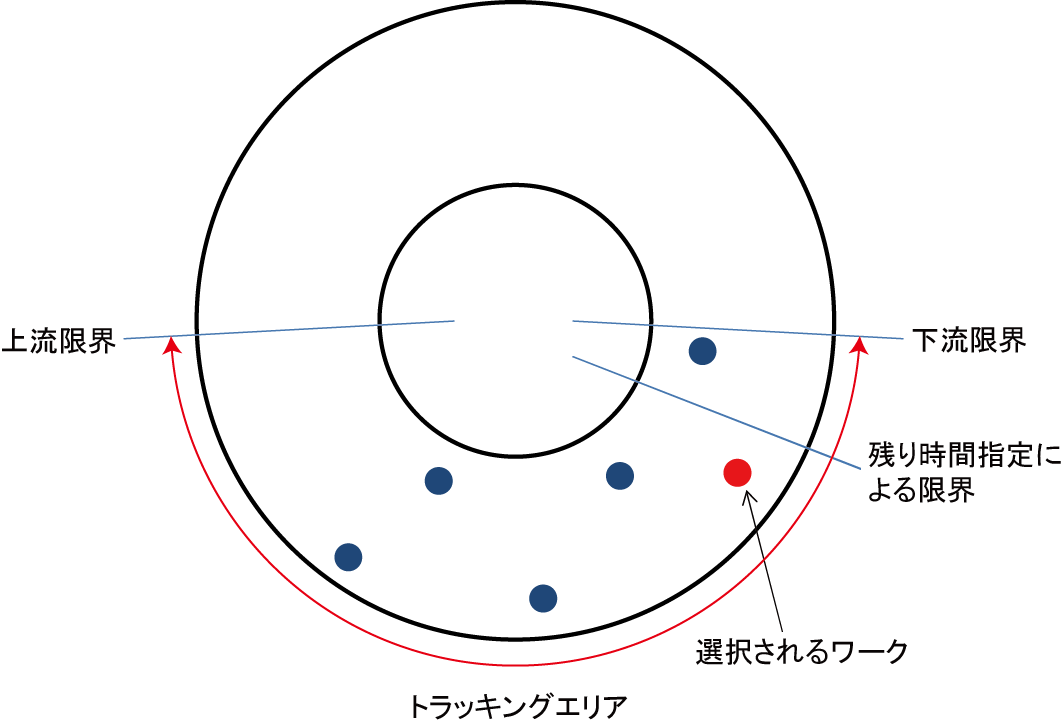 上流限界
下流限界
残り時間指定に
よる限界
選択されるワーク
トラッキングエリア